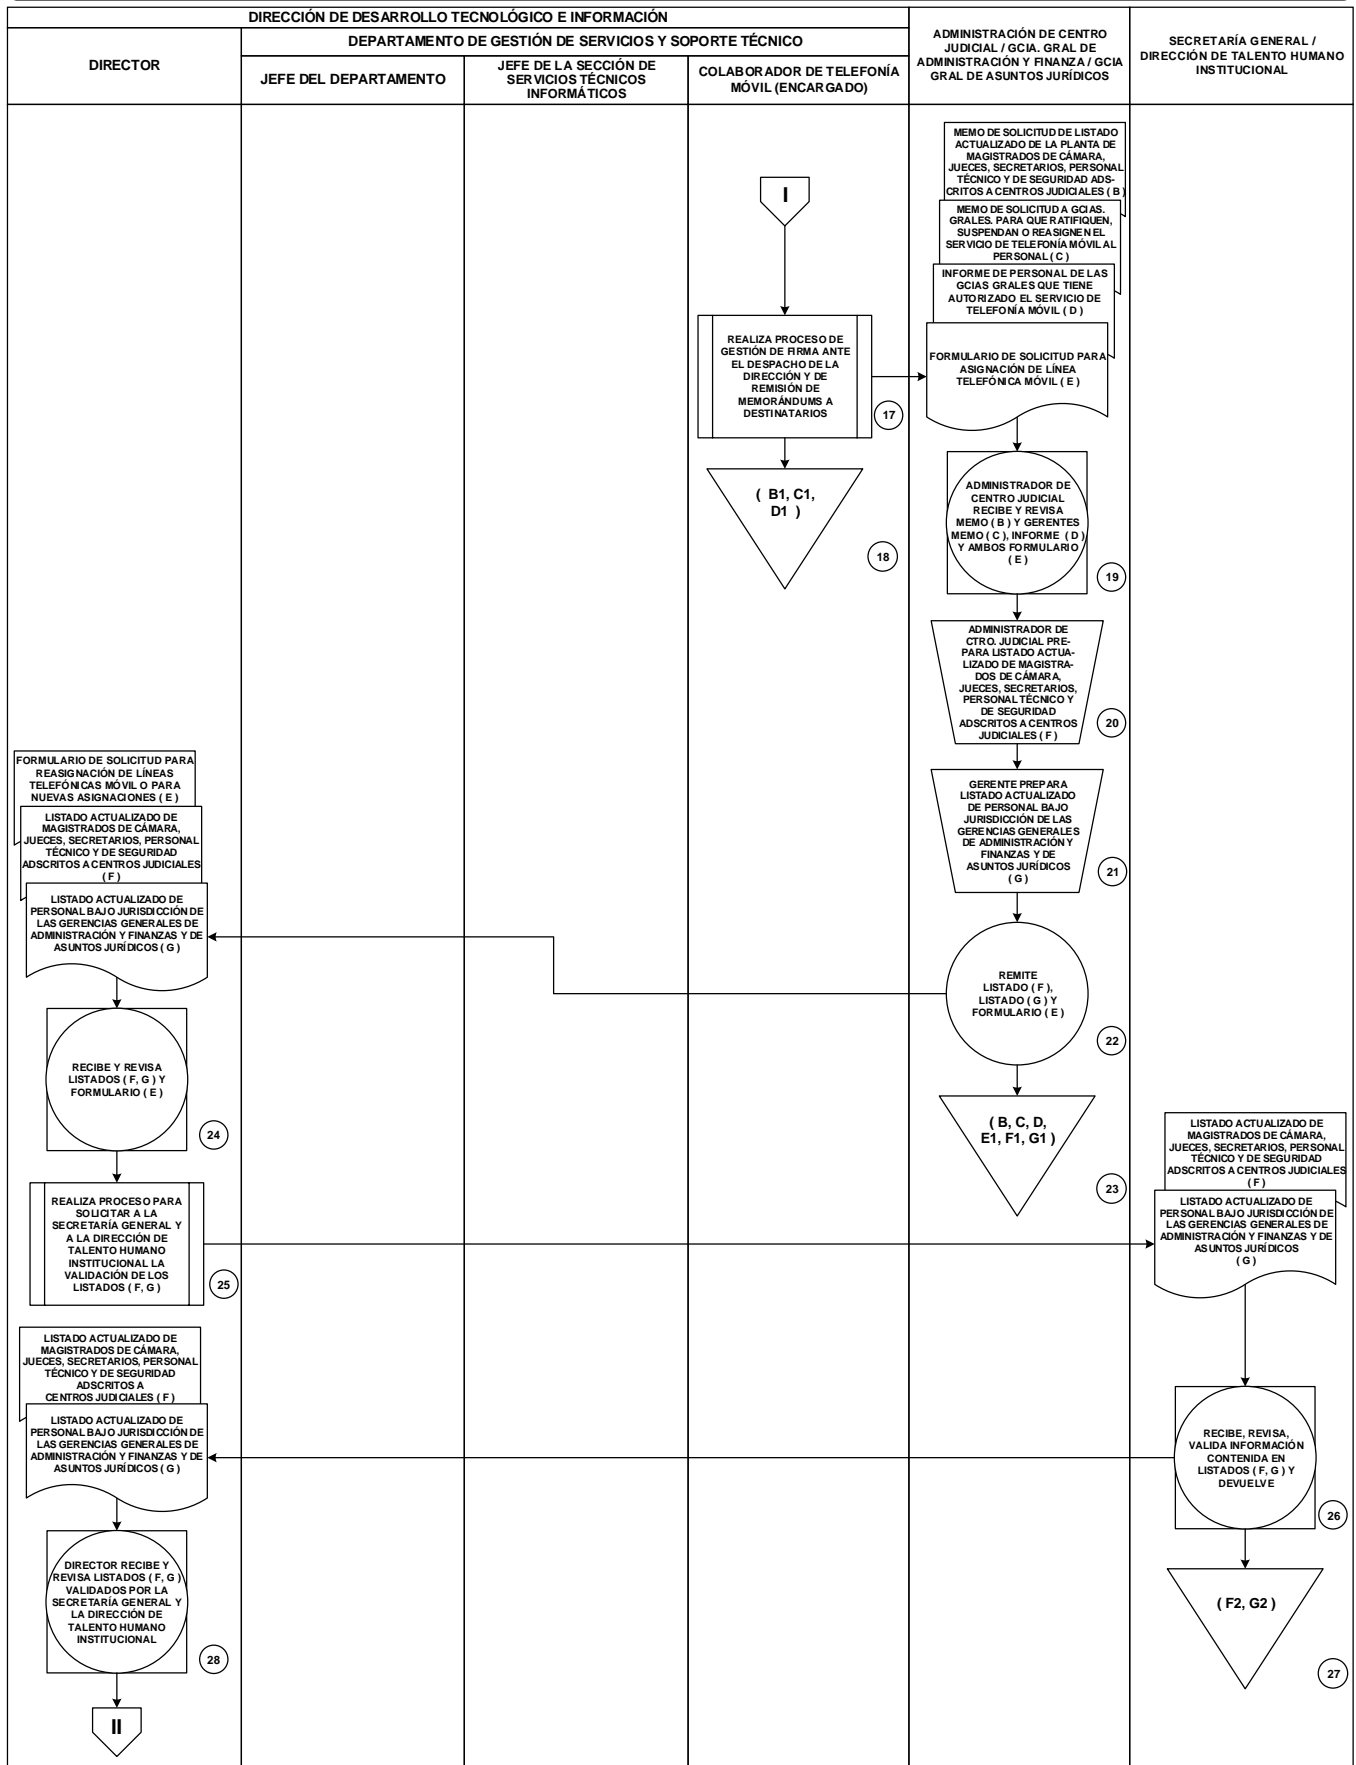 DIRECCIÓN DE DESARROLLO TECNOLÓGICO E INFORMACIÓN
DIRECTOR
DEPARTAMENTO DE GESTIÓN DE SERVICIOS Y SOPORTE TÉCNICO
JEFE DEL DEPARTAMENTO
JEFE DE LA SECCIÓN DE
SERVICIOS TÉCNICOS
INFORMÁTICOS
COLABORADOR DE TELEFONÍA
MÓVIL (ENCARGADO)
ADMINISTRACIÓN DE CENTRO
JUDICIAL / GCIA. GRAL DE
ADMINISTRACIÓN Y FINANZA / GCIA
GRAL DE ASUNTOS JURÍDICOS
SECRETARÍA GENERAL /
DIRECCIÓN DE TALENTO HUMANO
INSTITUCIONAL
I
MEMO DE SOLICITUD DE LISTADO
ACTUALIZADO DE LA PLANTA DE
MAGISTRADOS DE CÁMARA,
JUECES, SECRETARIOS, PERSONAL
TÉCNICO Y DE SEGURIDAD ADS-
CRITOS A CENTROS JUDICIALES ( B )
MEMO DE SOLICITUD A GCIAS.
GRALES. PARA QUE RATIFIQUEN,
SUSPENDAN O REASIGNEN EL
SERVICIO DE TELEFONÍA MÓVIL AL
PERSONAL ( C )
INFORME DE PERSONAL DE LAS
GCIAS GRALES QUE TIENE
AUTORIZADO EL SERVICIO DE
TELEFONÍA MÓVIL ( D )
FORMULARIO DE SOLICITUD PARA
ASIGNACIÓN DE LÍNEA
TELEFÓNICA MÓVIL ( E )
REALIZA PROCESO DE
GESTIÓN DE FIRMA ANTE
EL DESPACHO DE LA
DIRECCIÓN Y DE
REMISIÓN DE
MEMORÁNDUMS A
DESTINATARIOS
17
( B1, C1,
D1 )
18
ADMINISTRADOR DE
CENTRO JUDICIAL
RECIBE Y REVISA
MEMO ( B ) Y GERENTES
MEMO ( C ), INFORME ( D )
Y AMBOS FORMULARIO
( E )
19
ADMINISTRADOR DE
CTRO. JUDICIAL PRE-
PARA LISTADO ACTUA-
LIZADO DE MAGISTRA-
DOS DE CÁMARA,
JUECES, SECRETARIOS,
PERSONAL TÉCNICO Y
DE SEGURIDAD
ADSCRITOS A CENTROS
JUDICIALES ( F )
20
GERENTE PREPARA
LISTADO ACTUALIZADO
DE PERSONAL BAJO
JURISDICCIÓN DE LAS
GERENCIAS GENERALES
DE ADMINISTRACIÓN Y
FINANZAS Y DE
ASUNTOS JURÍDICOS
( G )
21
REMITE
LISTADO ( F ),
LISTADO ( G ) Y
FORMULARIO ( E )
22
( B, C, D,
E1, F1, G1 )
23
FORMULARIO DE SOLICITUD PARA
REASIGNACIÓN DE LÍNEAS
TELEFÓNICAS MÓVIL O PARA
NUEVAS ASIGNACIONES ( E )
LISTADO ACTUALIZADO DE
MAGISTRADOS DE CÁMARA,
JUECES, SECRETARIOS, PERSONAL
TÉCNICO Y DE SEGURIDAD
ADSCRITOS A CENTROS JUDICIALES
( F )
LISTADO ACTUALIZADO DE
PERSONAL BAJO JURISDICCIÓN DE
LAS GERENCIAS GENERALES DE
ADMINISTRACIÓN Y FINANZAS Y DE
ASUNTOS JURÍDICOS ( G )
RECIBE Y REVISA
LISTADOS ( F, G ) Y
FORMULARIO ( E )
24
REALIZA PROCESO PARA
SOLICITAR A LA
SECRETARÍA GENERAL Y
A LA DIRECCIÓN DE
TALENTO HUMANO
INSTITUCIONAL LA
VALIDACIÓN DE LOS
LISTADOS ( F, G )
25
LISTADO ACTUALIZADO DE
MAGISTRADOS DE CÁMARA,
JUECES, SECRETARIOS, PERSONAL
TÉCNICO Y DE SEGURIDAD
ADSCRITOS A CENTROS JUDICIALES
( F )
LISTADO ACTUALIZADO DE
PERSONAL BAJO JURISDICCIÓN DE
LAS GERENCIAS GENERALES DE
ADMINISTRACIÓN Y FINANZAS Y DE
ASUNTOS JURÍDICOS
( G )
RECIBE, REVISA,
VALIDA INFORMACIÓN
CONTENIDA EN
LISTADOS ( F, G ) Y
DEVUELVE
26
( F2, G2 )
27
LISTADO ACTUALIZADO DE
MAGISTRADOS DE CÁMARA,
JUECES, SECRETARIOS, PERSONAL
TÉCNICO Y DE SEGURIDAD
ADSCRITOS A
CENTROS JUDICIALES ( F )
LISTADO ACTUALIZADO DE
PERSONAL BAJO JURISDICCIÓN DE
LAS GERENCIAS GENERALES DE
ADMINISTRACIÓN Y FINANZAS Y DE
ASUNTOS JURÍDICOS ( G )
DIRECTOR RECIBE Y
REVISA LISTADOS ( F, G )
VALIDADOS POR LA
SECRETARÍA GENERAL Y
LA DIRECCIÓN DE
TALENTO HUMANO
INSTITUCIONAL
28
II